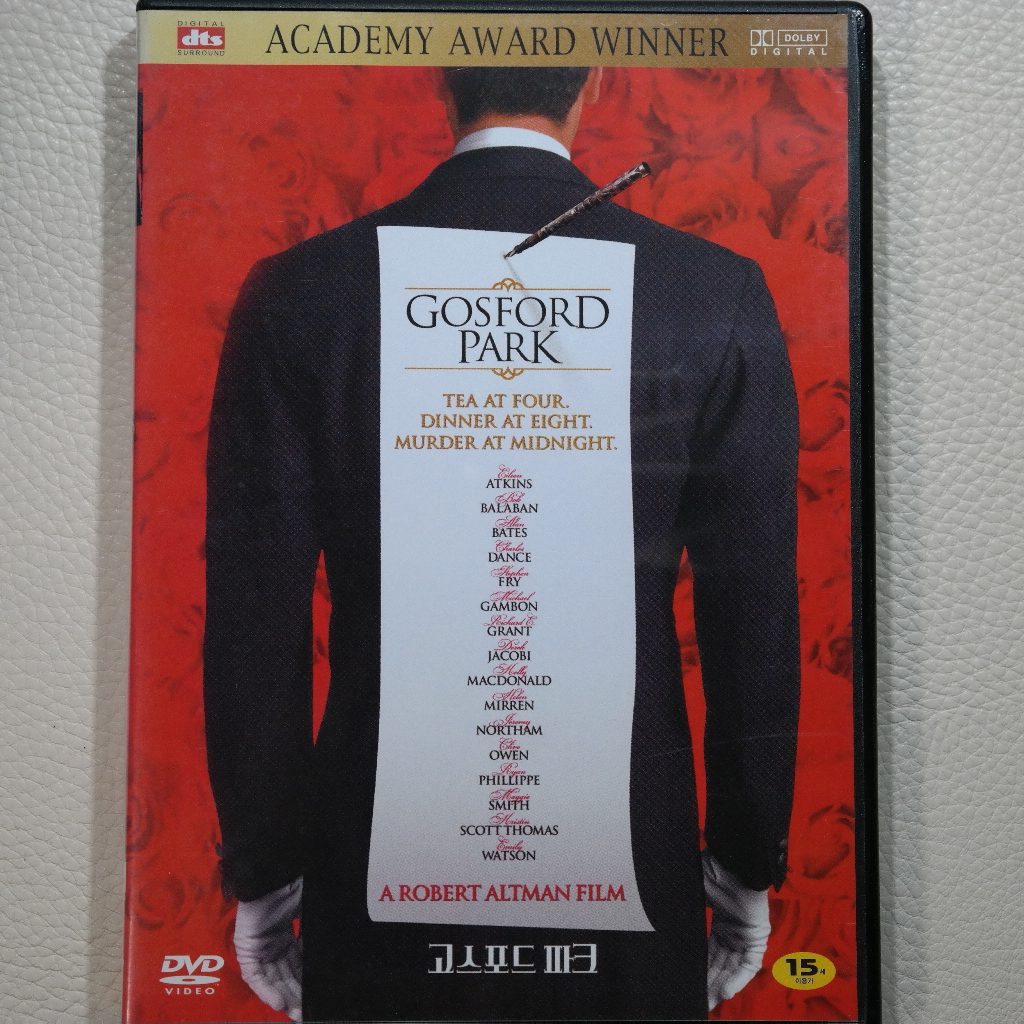 DIGITAL
dts
SURROUND
ACADEMY AWARD WINNER
DOLBY
DIGITAL
GOSFORD
PARK
TEA AT FOUR.
DINNER AT EIGHT.
MURDER AT MIDNIGHT.
Eileen
ATKINS
Bob
BALABAN
Alan
BATES
Charles
DANCE
Stephen
FRY
Michael
GAMBON
Richard E.
GRANT
Derek
JACOBI
Kelly
MACDONALD
Helen
MIRREN
Jeremy
NORTHAM
Clive
OWEN
Ryan
PHILLIPPE
Maggie
SMITH
Kristin
SCOTT THOMAS
Emily
WATSON
A ROBERT ALTMAN FILM
고스포드 파크
DVD
VIDEO
15세
이용가